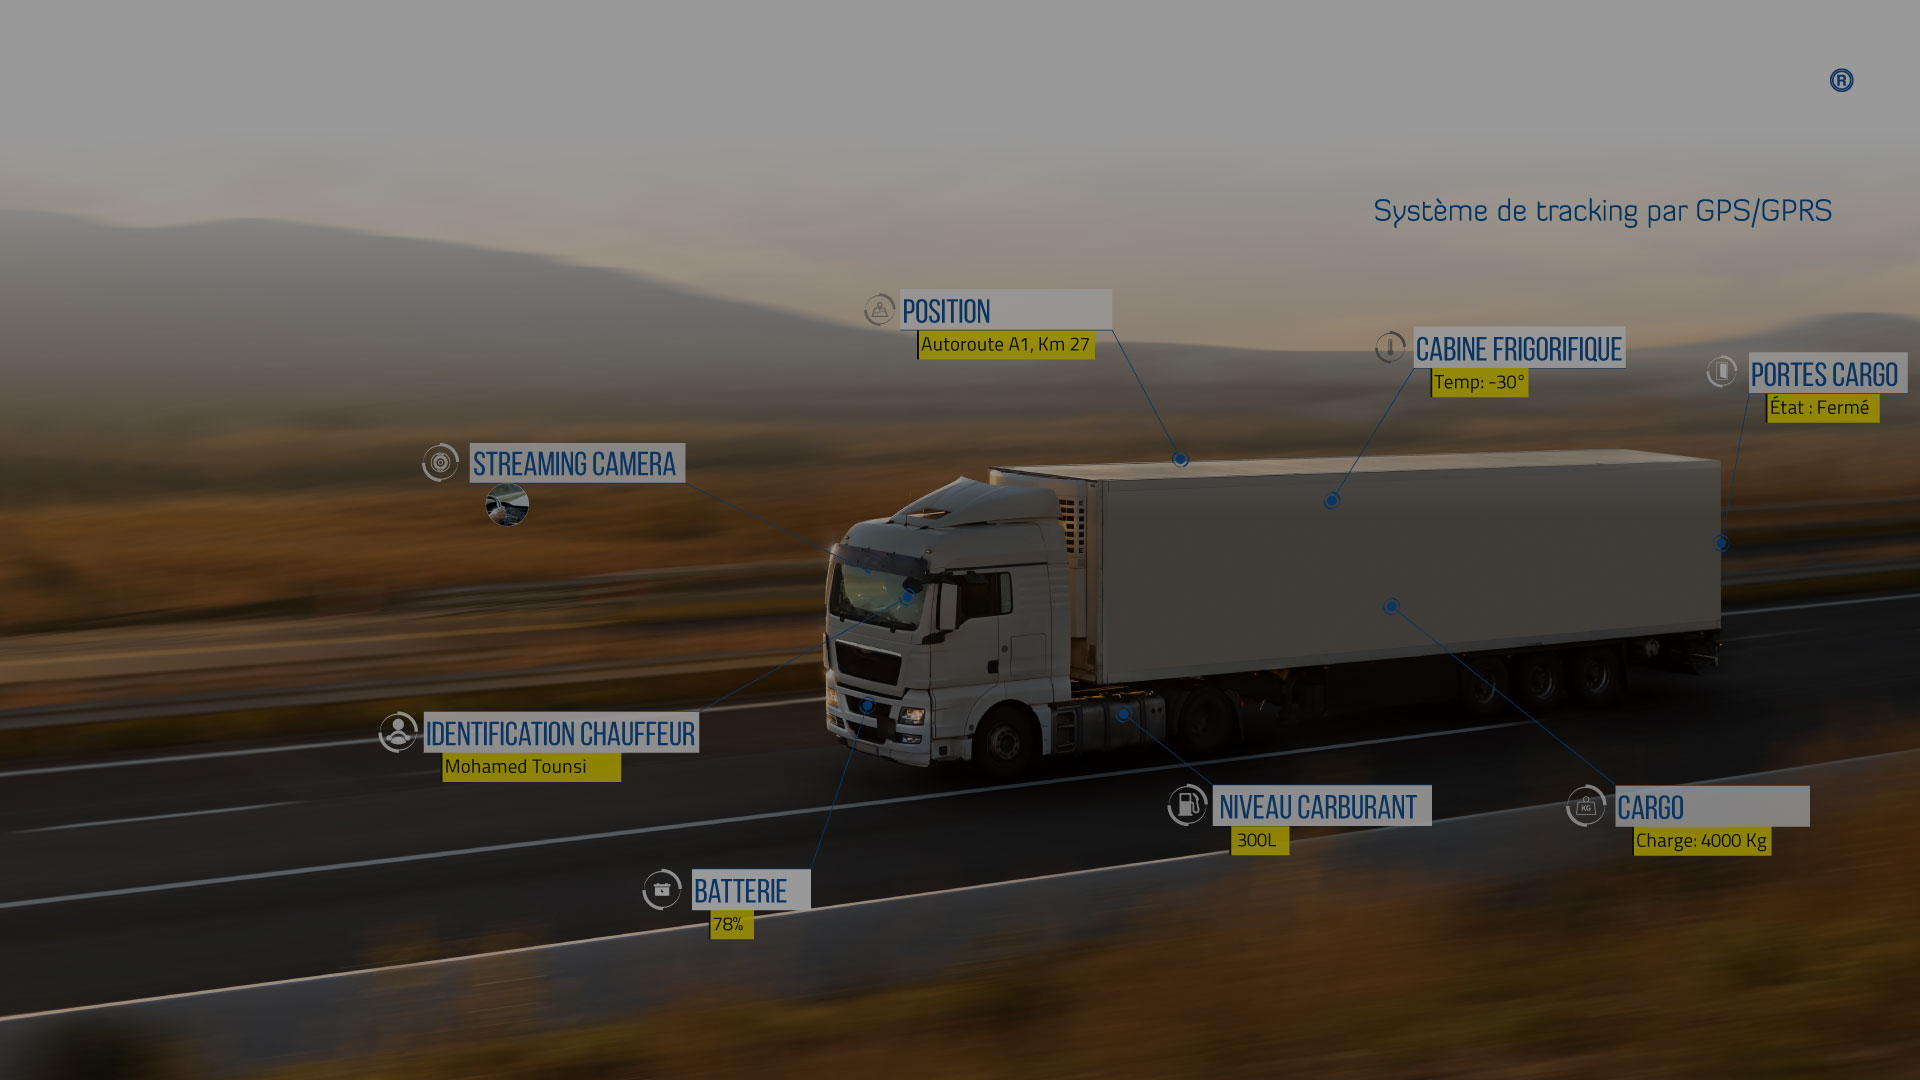 ®
Système de tracking par GPS/GPRS
POSITION
Autoroute A1, Km 27
CABINE FRIGORIFIQUE
Temp: -30°
PORTES CARGO
État : Fermé
STREAMING CAMERA
IDENTIFICATION CHAUFFEUR
Mohamed Tounsi
NIVEAU CARBURANT
300L
KG
CARGO
Charge: 4000 Kg
BATTERIE
78%